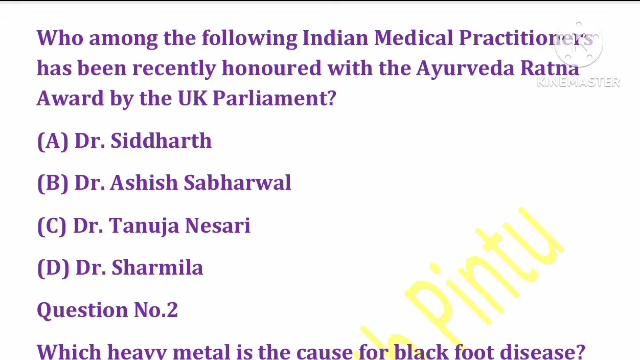 Who among the following Indian Medical Practitioners
has been recently honoured with the Ayurveda Ratna
Award by the UK Parliament?
KINEMASTER
(A) Dr. Siddharth
(B) Dr. Ashish Sabharwal
(C) Dr. Tanuja Nesari
(D) Dr. Sharmila
Question No.2
Which heavy metal is the cause for black foot disease?
Pintu